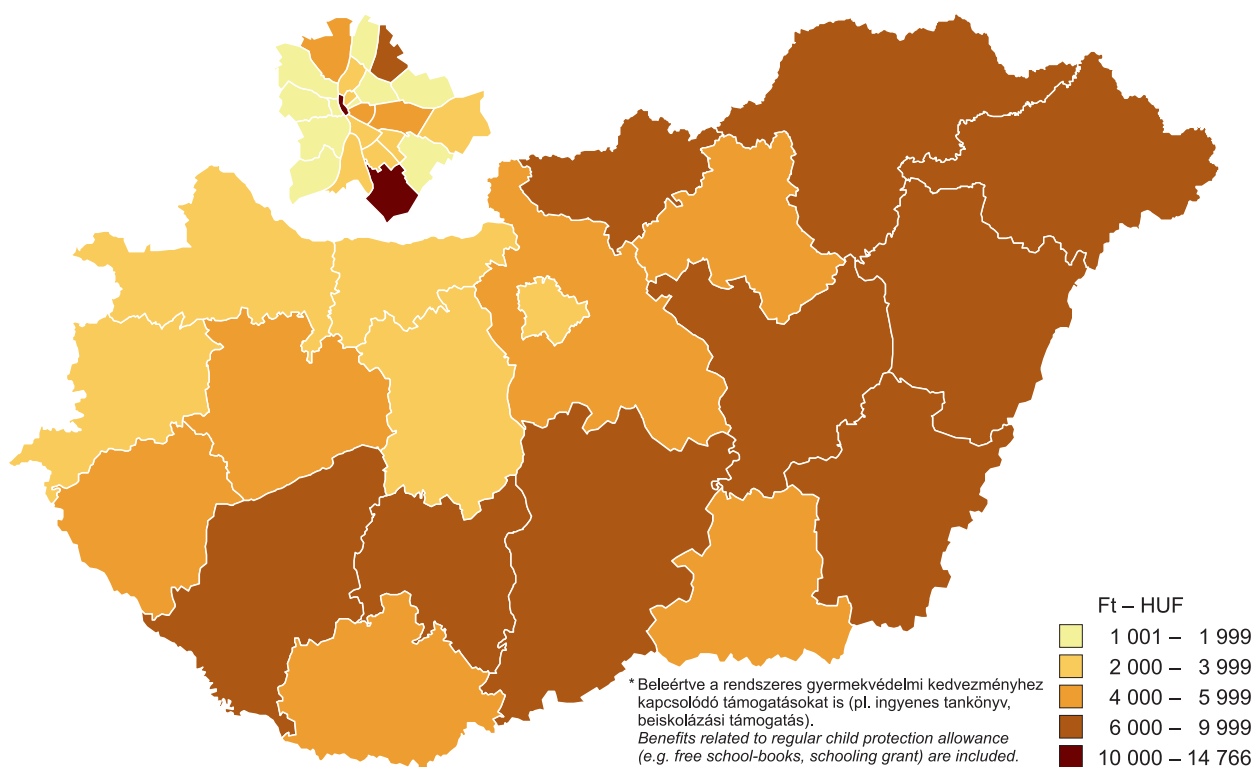 Ft – HUF
1 001 – 1 999
2 000 – 3 999
4 000 – 5 999
6 000 – 9 999
10 000 – 14 766
* Beleértve a rendszeres gyermekvédelmi kedvezményhez
kapcsolódó támogatásokat is (pl. ingyenes tankönyv,
beiskolázási támogatás).
Benefits related to regular child protection allowance
(e.g. free school-books, schooling grant) are included.